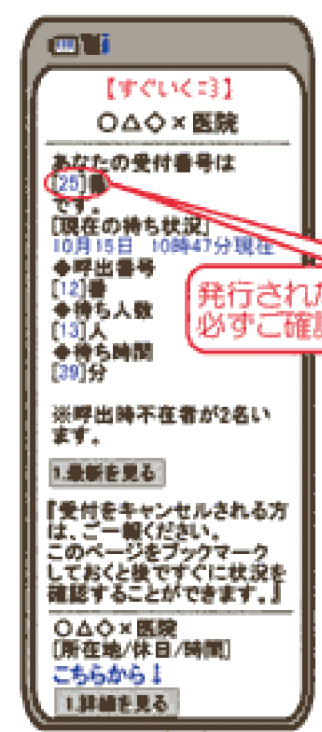 【すぐいくコ】
○△◇×医院
あなたの受付番号は
[25]番
です。
[現在の待ち状況]
10月15日 10時47分現在
◆呼出番号
[12]番
◆待ち人数
[13]人
◆待ち時間
[39]分
発行された
必ずご確認
※呼出時不在者が2名い
ます。
1.最新を見る
『受付をキャンセルされる方
は、ご一報ください。
このページをブックマーク
しておくと後ですぐに状況を
確認することができます。』
○△◇×医院
[所在地/休日/時間]
こちらから↓
1.詳細を見る